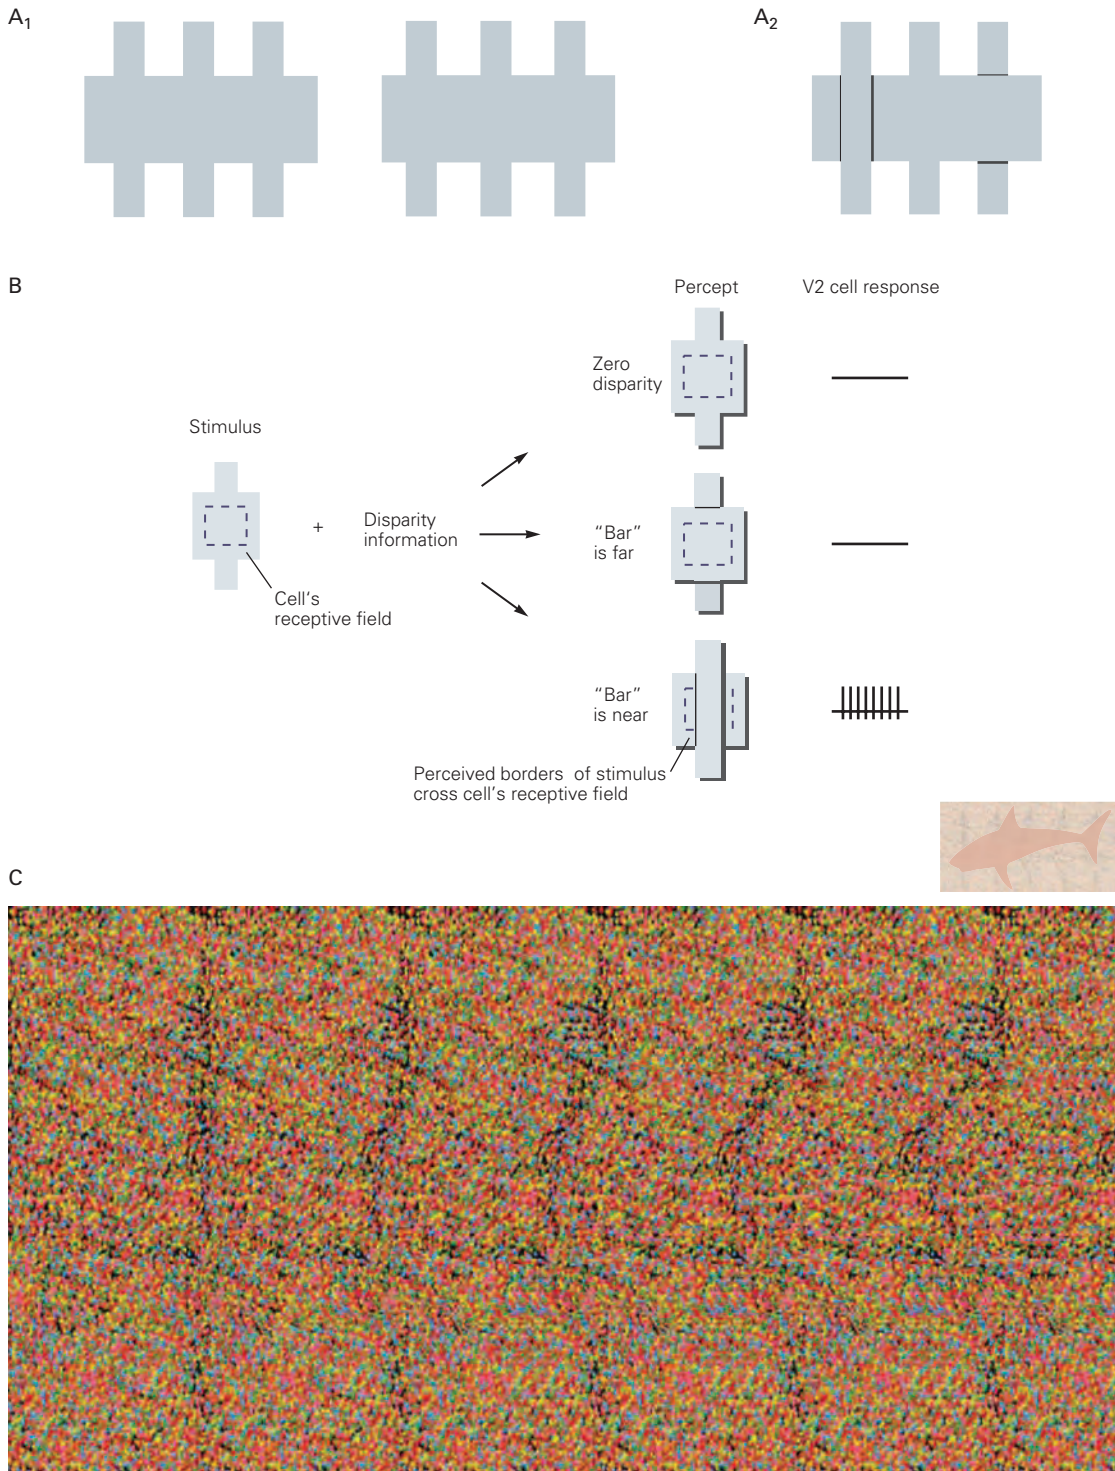 A1
A2
B
Percept
V2 cell response
Zero
disparity
Stimulus
+
Disparity
information
"Bar"
is far
Cell's
receptive field
"Bar"
is near
Perceived borders of stimulus
cross cell's receptive field
C